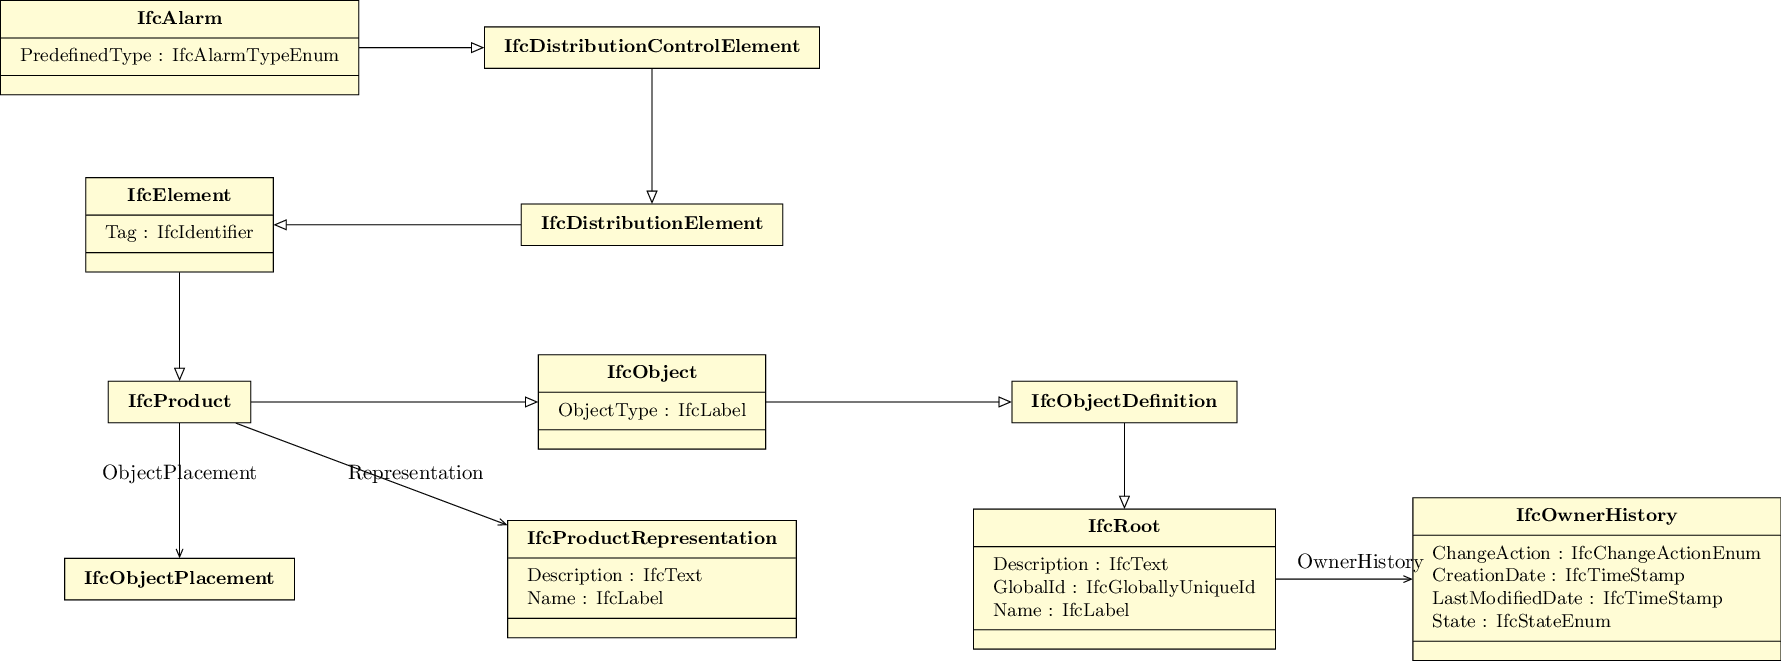 IfcAlarm
PredefinedType : IfcAlarmTypeEnum
IfcDistributionControlElement
IfcElement
Tag : IfcIdentifier
IfcDistributionElement
IfcProduct
IfcObject
ObjectType : IfcLabel
IfcObjectDefinition
ObjectPlacement
Representation
IfcObjectPlacement
IfcProductRepresentation
Description : IfcText
Name : IfcLabel
IfcRoot
Description : IfcText
GlobalId : IfcGloballyUniqueId
Name : IfcLabel
OwnerHistory
IfcOwnerHistory
ChangeAction : IfcChangeActionEnum
CreationDate : IfcTimeStamp
LastModifiedDate : IfcTimeStamp
State : IfcStateEnum